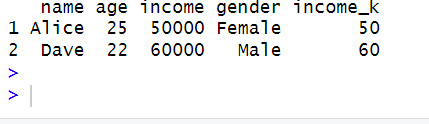 name age income gender income_k
1 Alice 25 50000 Female 50
2 Dave 22 60000 Male 60
>
>